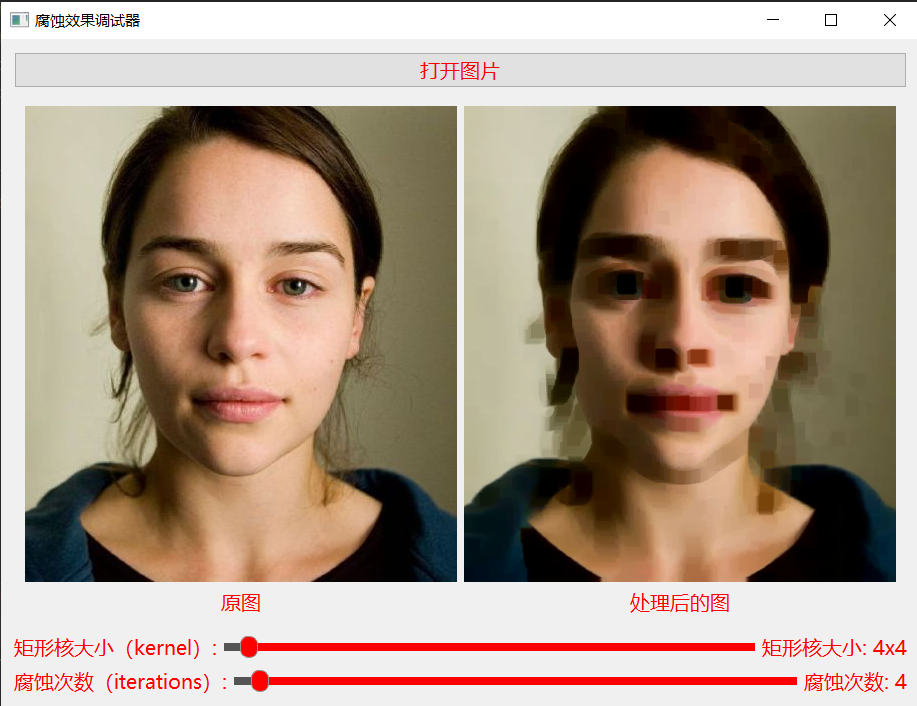 腐蚀效果调试器
打开图片
原图
处理后的图
矩形核大小（kernel）: 矩形核大小: 4x4
腐蚀次数（iterations）: 腐蚀次数: 4